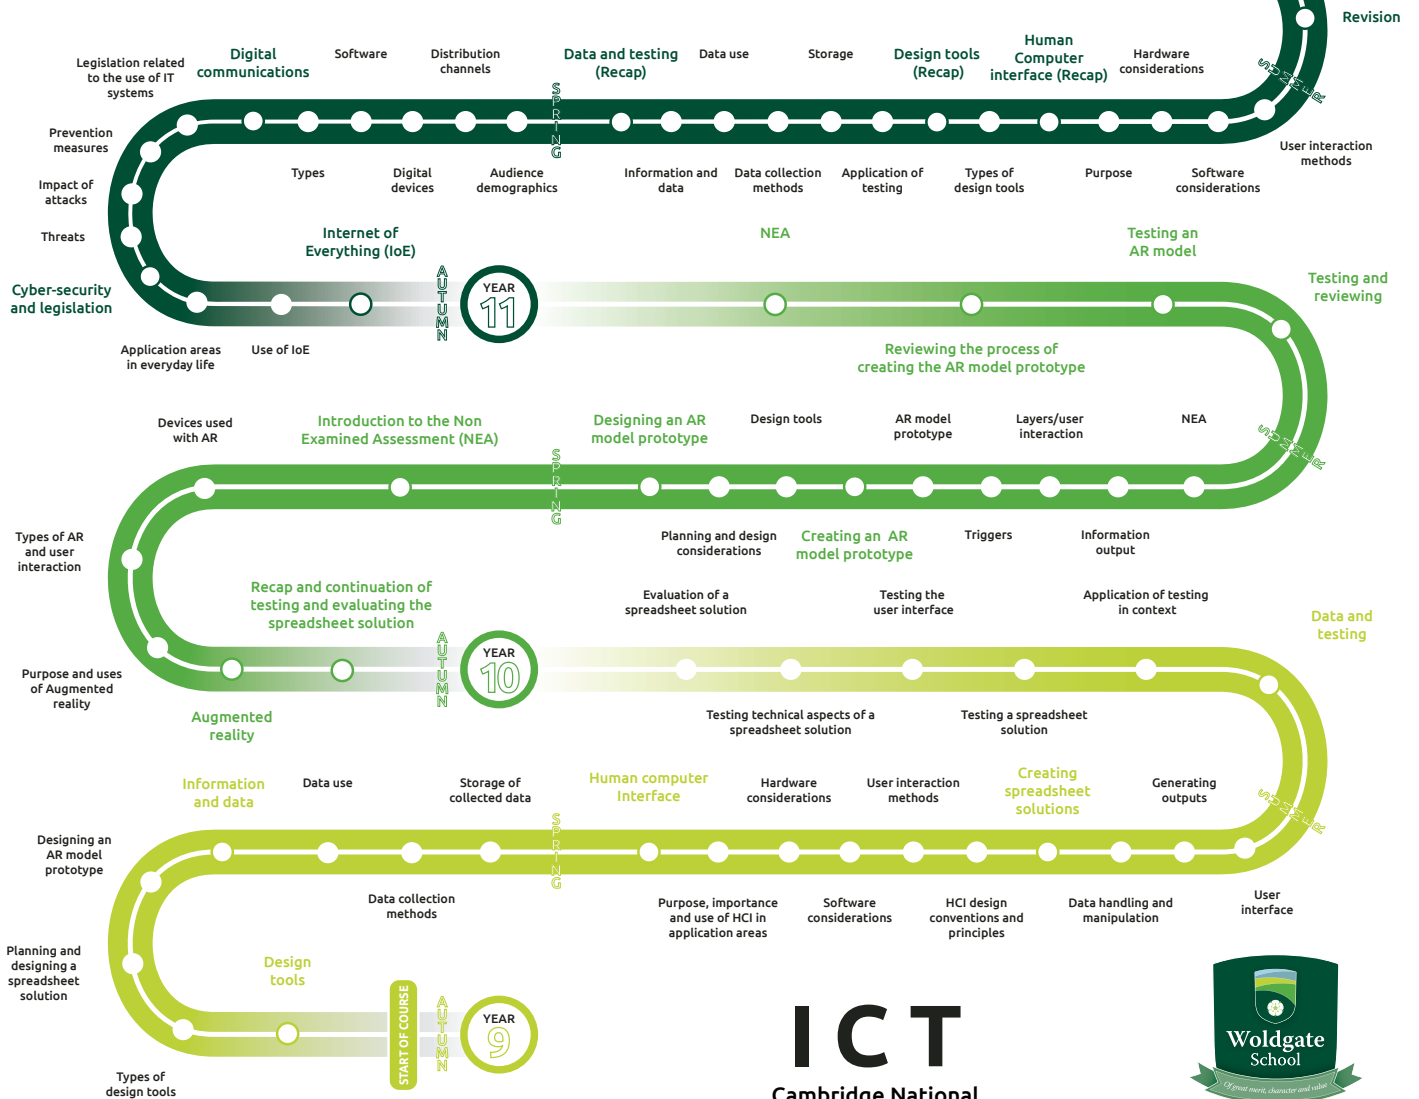 Revision
Human
Computer
interface (Recap)
Digital
communications
Software
Distribution
channels
Data and testing
(Recap)
Data use
Storage
Design tools
(Recap)
Hardware
considerations
Legislation related
to the use of IT
systems
SUMMER
SPRING
Prevention
measures
User interaction
methods
Types
Digital
devices
Audience
demographics
Information and
data
Data collection
methods
Application of
testing
Types of
design tools
Purpose
Software
considerations
Impact of
attacks
Threats
Internet of
Everything (IoE)
NEA
Testing an
AR model
Cyber-security
and legislation
AUTUMN
YEAR
11
Testing and
reviewing
Application areas
in everyday life
Use of IoE
Reviewing the process of
creating the AR model prototype
Devices used
with AR
Introduction to the Non
Examined Assessment (NEA)
Designing an AR
model prototype
Design tools
AR model
prototype
Layers/user
interaction
NEA
SUMMER
SPRING
Types of AR
and user
interaction
Planning and design
considerations
Creating an AR
model prototype
Triggers
Information
output
Recap and continuation of
testing and evaluating the
spreadsheet solution
Evaluation of a
spreadsheet solution
Testing the
user interface
Application of testing
in context
Data and
testing
AUTUMN
YEAR
10
Purpose and uses
of Augmented
reality
Augmented
reality
Testing technical aspects of a
spreadsheet solution
Testing a spreadsheet
solution
Information
and data
Data use
Storage of
collected data
Human computer
Interface
Hardware
considerations
User interaction
methods
Creating
spreadsheet
solutions
Generating
outputs
SUMMER
SPRING
Designing an
AR model
prototype
Data collection
methods
Purpose, importance
and use of HCI in
application areas
Software
considerations
HCI design
conventions and
principles
Data handling and
manipulation
User
interface
Planning and
designing a
spreadsheet
solution
Design
tools
START OF COURSE
AUTUMN
YEAR
9
Types of
design tools
ICT
Cambridge National
Woldgate
School
Of great merit, character and value